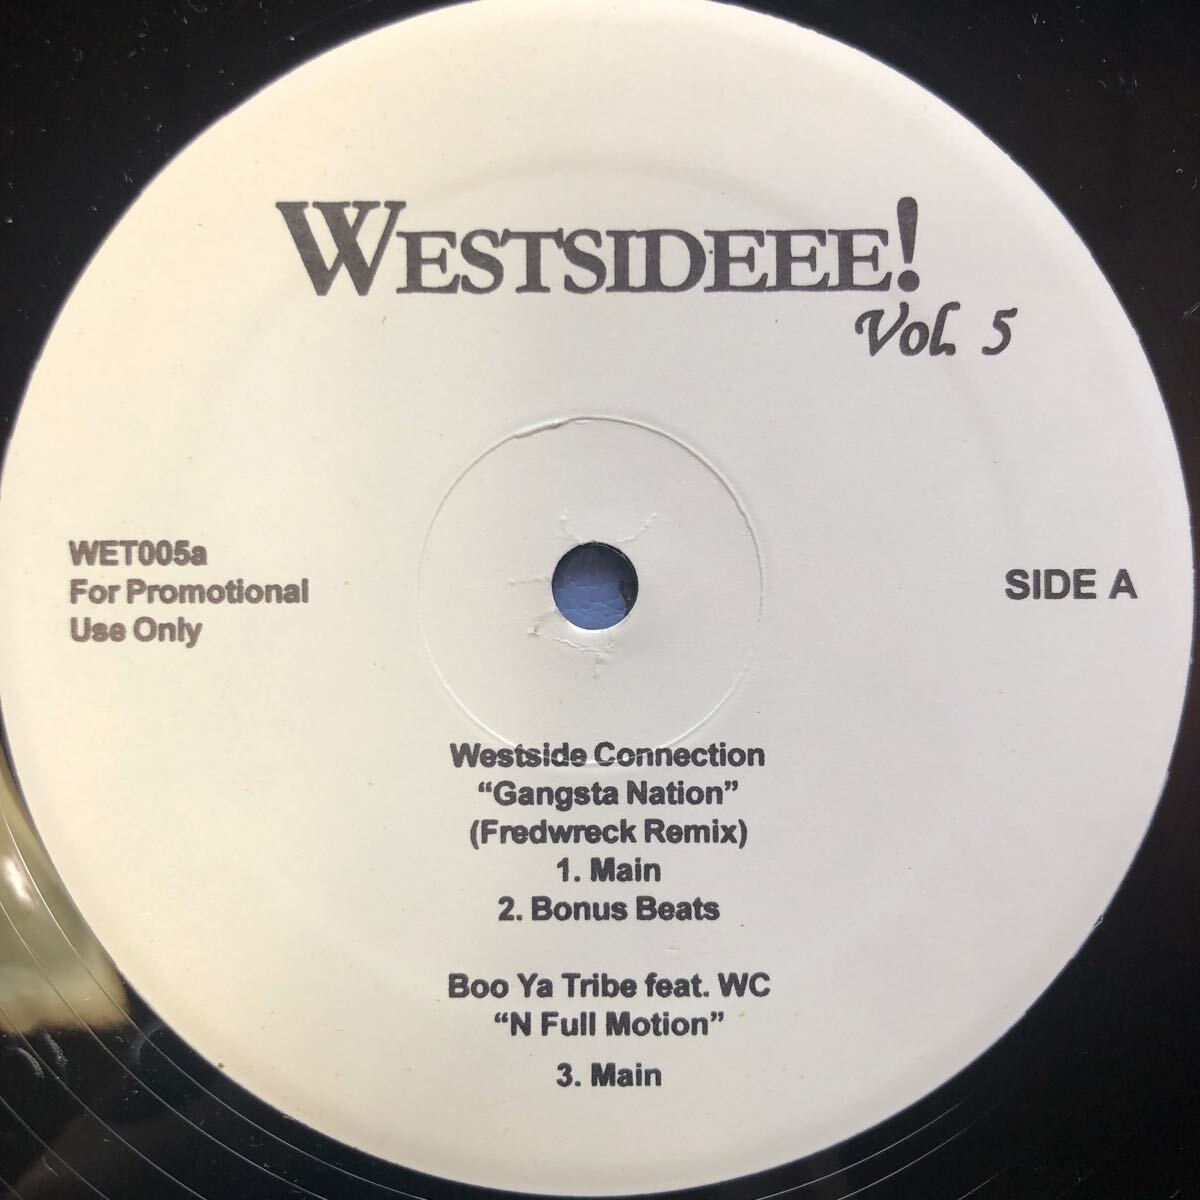 WESTSIDEEE!
Vol. 5
WET005a
For Promotional
Use Only
SIDE A
Westside Connection
“Gangsta Nation”
(Fredwreck Remix)
1. Main
2. Bonus Beats
Boo Ya Tribe feat. WC
“N Full Motion”
3. Main